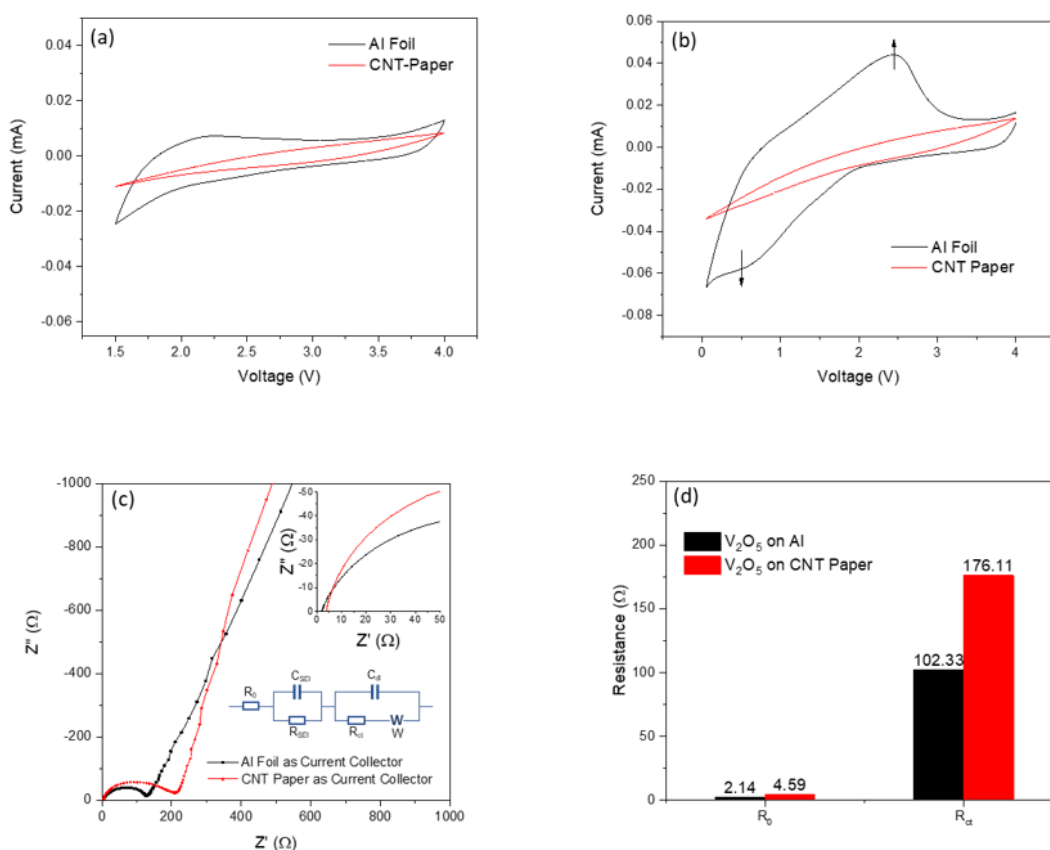 (a)
Al Foil
CNT-Paper
0.04
0.02
0.00
-0.02
-0.04
-0.06
Current (mA)
1.5 2.0 2.5 3.0 3.5 4.0
Voltage (V)
(b)
0.04
0.02
0.00
-0.02
-0.04
-0.06
-0.08
Current (mA)
Al Foil
CNT Paper
0 1 2 3 4
Voltage (V)
(c)
-1000
-800
-600
-400
-200
0
Z" (Ω)
-50
-40
-30
-20
-10
0
Z" (Ω)
0 10 20 30 40 50
Z' (Ω)
R0
CSEI
RSEI
Cdl
Rct
W
Al Foil as Current Collector
CNT Paper as Current Collector
0 200 400 600 800 1000
Z' (Ω)
(d)
250
200
150
100
50
0
Resistance (Ω)
V2O5 on Al
V2O5 on CNT Paper
2.14
4.59
102.33
176.11
R0
Rct